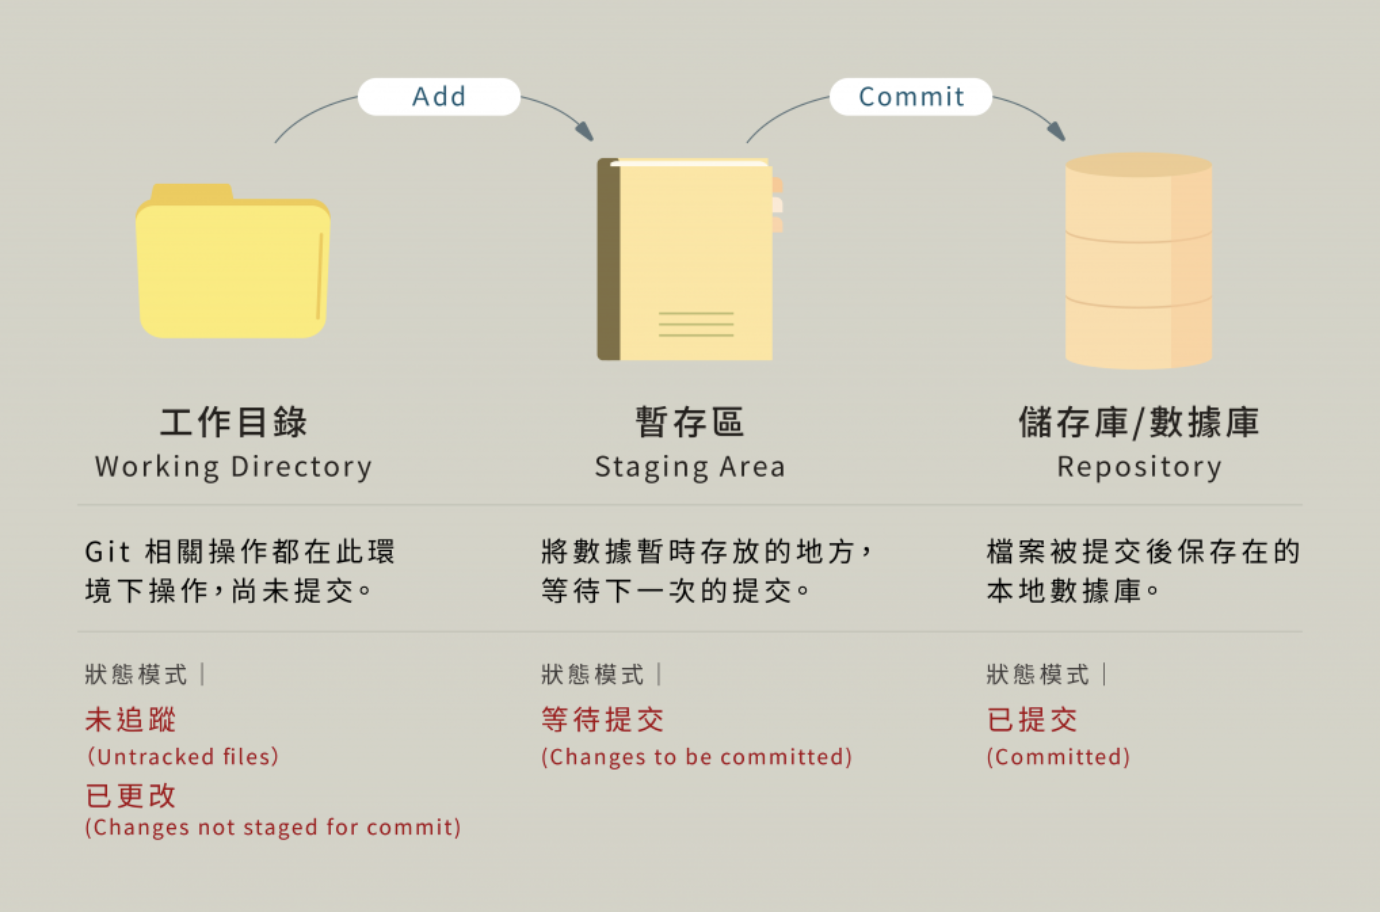 Add
Commit
工作目錄
Working Directory
暫存區
Staging Area
儲存庫/數據庫
Repository
Git 相關操作都在此環
境下操作，尚未提交。
將數據暫時存放的地方，
等待下一次的提交。
檔案被提交後保存在的
本地數據庫。
狀態模式｜
未追蹤
（Untracked files）
已更改
(Changes not staged for commit)
狀態模式｜
等待提交
(Changes to be committed)
狀態模式｜
已提交
(Committed)